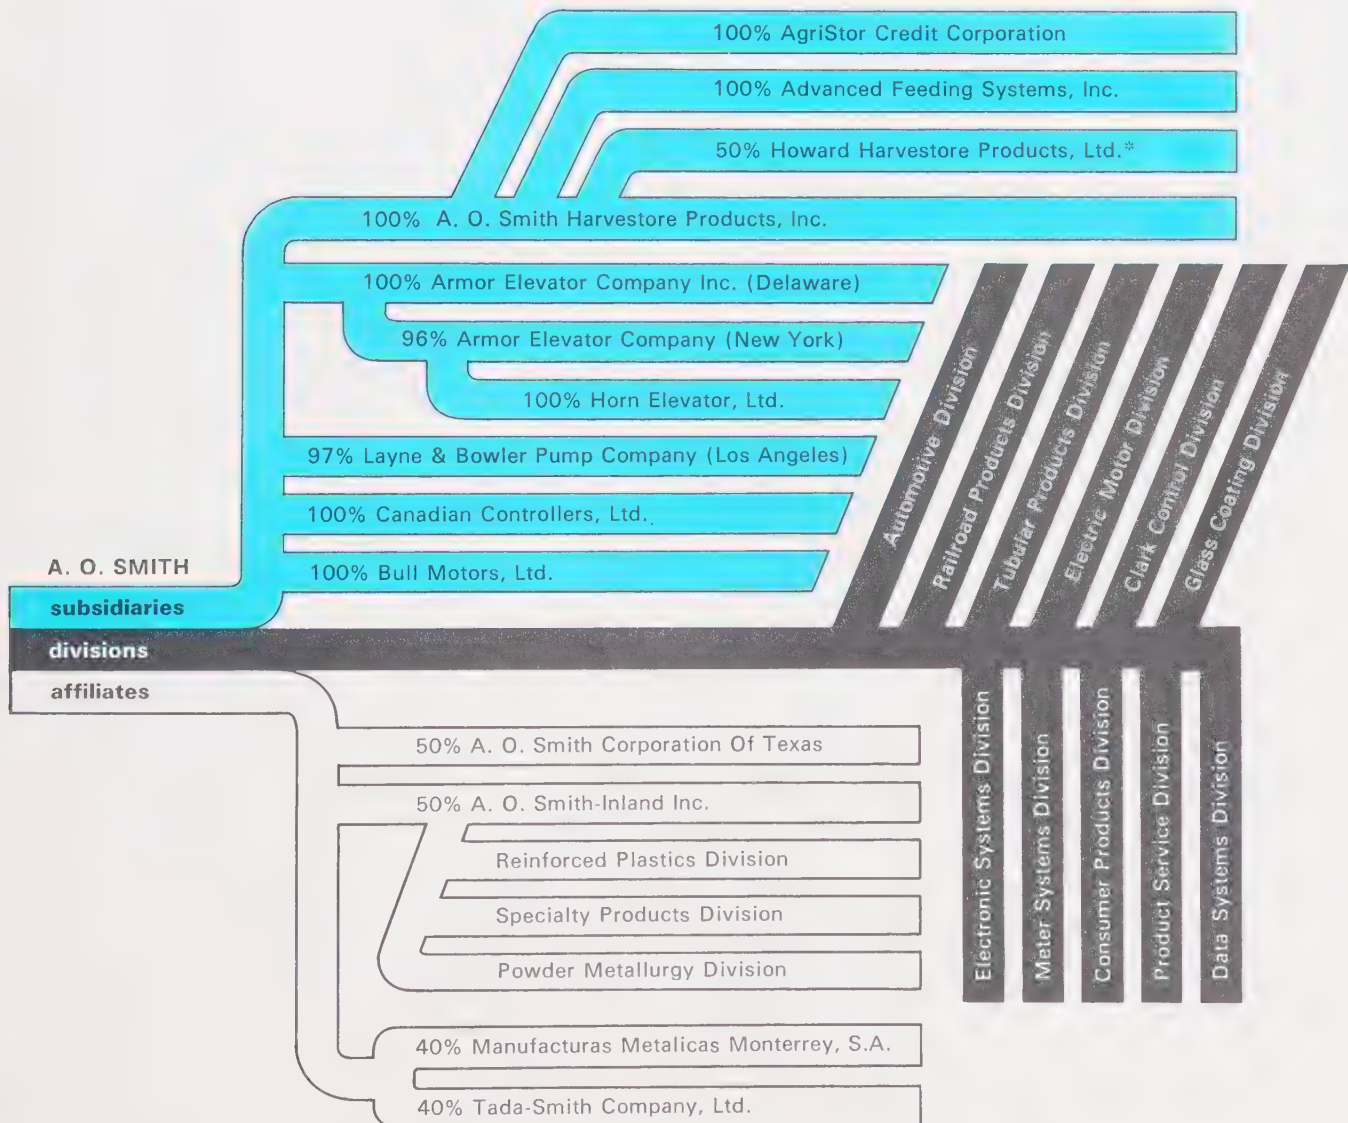 100% AgriStor Credit Corporation
100% Advanced Feeding Systems, Inc.
50% Howard Harvestore Products, Ltd.*
100% A. O. Smith Harvestore Products, Inc.
100% Armor Elevator Company Inc. (Delaware)
96% Armor Elevator Company (New York)
100% Horn Elevator, Ltd.
97% Layne & Bowler Pump Company (Los Angeles)
100% Canadian Controllers, Ltd.
100% Bull Motors, Ltd.
A. O. SMITH
subsidiaries
divisions
affiliates
Automotive Division
Railroad Products Division
Tubular Products Division
Electric Motor Division
Clark Control Division
Glass Coating Division
Electronic Systems Division
Meter Systems Division
Consumer Products Division
Product Service Division
Data Systems Division
50% A. O. Smith Corporation Of Texas
50% A. O. Smith-Inland Inc.
Reinforced Plastics Division
Specialty Products Division
Powder Metallurgy Division
40% Manufacturas Metalicas Monterrey, S.A.
40% Tada-Smith Company, Ltd.